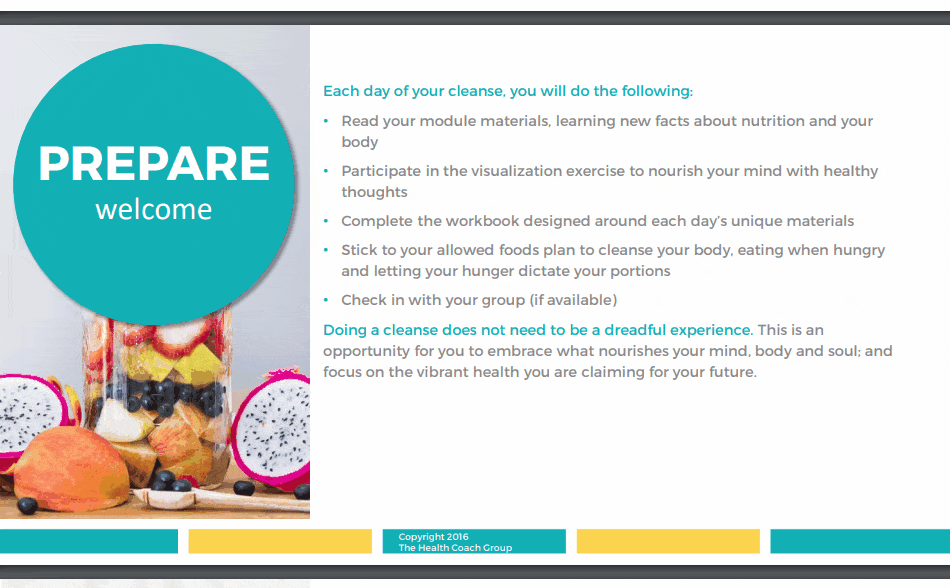 PREPARE
welcome
Each day of your cleanse, you will do the following:
• Read your module materials, learning new facts about nutrition and your
body
• Participate in the visualization exercise to nourish your mind with healthy
thoughts
• Complete the workbook designed around each day's unique materials
• Stick to your allowed foods plan to cleanse your body, eating when hungry
and letting your hunger dictate your portions
• Check in with your group (if available)
Doing a cleanse does not need to be a dreadful experience. This is an
opportunity for you to embrace what nourishes your mind, body and soul; and
focus on the vibrant health you are claiming for your future.
Copyright 2016
The Health Coach Group